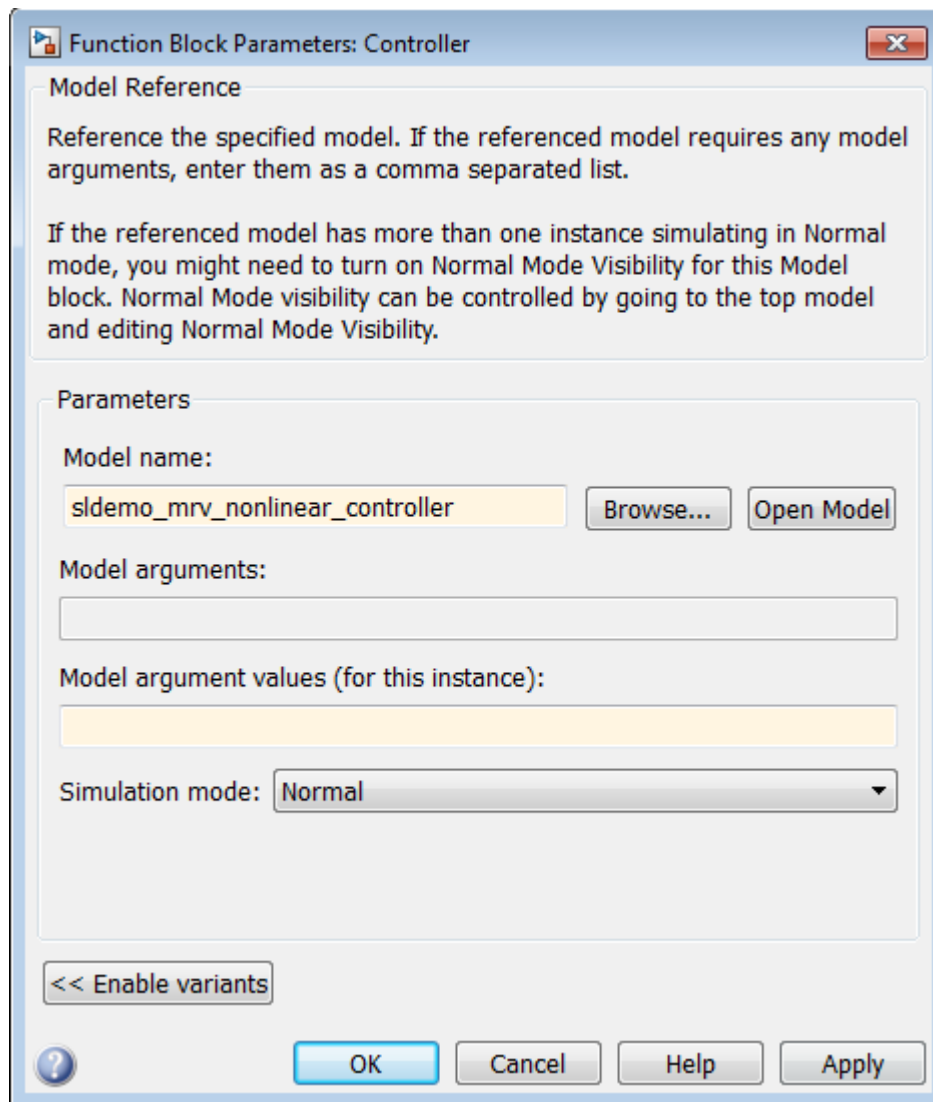 Function Block Parameters: Controller
Model Reference
Reference the specified model. If the referenced model requires any model
arguments, enter them as a comma separated list.
If the referenced model has more than one instance simulating in Normal
mode, you might need to turn on Normal Mode Visibility for this Model
block. Normal Mode visibility can be controlled by going to the top model
and editing Normal Mode Visibility.
Parameters
Model name:
sldemo_mrv_nonlinear_controller Browse... Open Model
Model arguments:
Model argument values (for this instance):
Simulation mode: Normal
<< Enable variants
? OK Cancel Help Apply